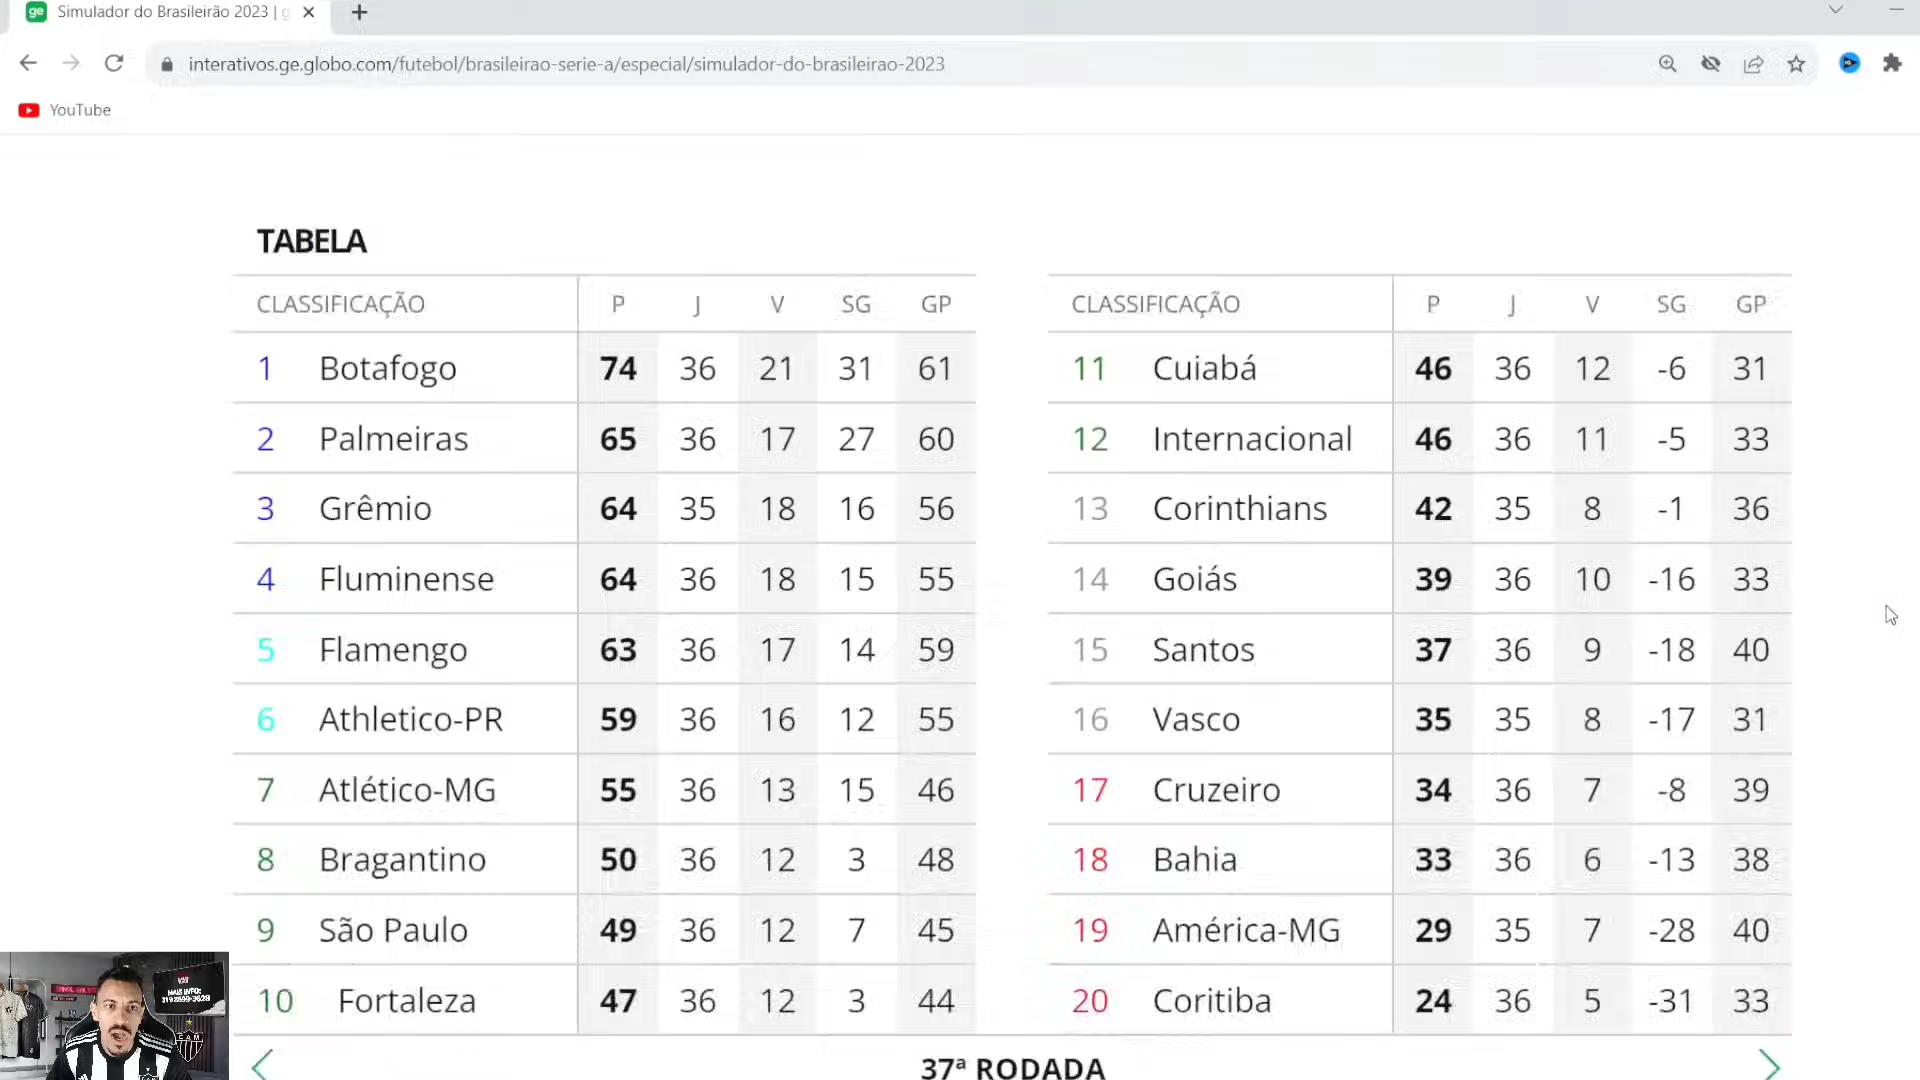 Simulador do Brasileirão 2023 | g
interativos.ge.globo.com/futebol/brasileirao-serie-a/especial/simulador-do-brasileirao-2023
YouTube
TABELA
CLASSIFICAÇÃO P J V SG GP
1 Botafogo 74 36 21 31 61
2 Palmeiras 65 36 17 27 60
3 Grêmio 64 35 18 16 56
4 Fluminense 64 36 18 15 55
5 Flamengo 63 36 17 14 59
6 Athletico-PR 59 36 16 12 55
7 Atlético-MG 55 36 13 15 46
8 Bragantino 50 36 12 3 48
9 São Paulo 49 36 12 7 45
10 Fortaleza 47 36 12 3 44
CLASSIFICAÇÃO P J V SG GP
11 Cuiabá 46 36 12 -6 31
12 Internacional 46 36 11 -5 33
13 Corinthians 42 35 8 -1 36
14 Goiás 39 36 10 -16 33
15 Santos 37 36 9 -18 40
16 Vasco 35 35 8 -17 31
17 Cruzeiro 34 36 7 -8 39
18 Bahia 33 36 6 -13 38
19 América-MG 29 35 7 -28 40
20 Coritiba 24 36 5 -31 33
37ª RODADA
MAIS INFO:
CAM